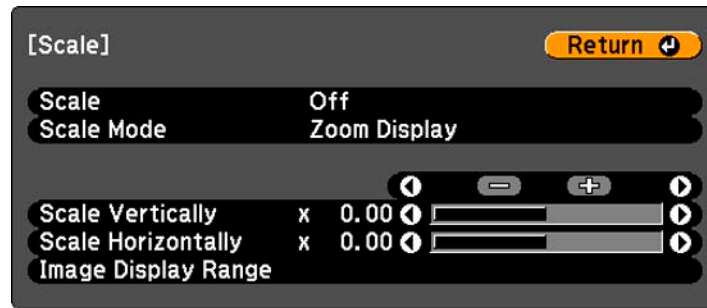 [Scale]
Return
Scale Off
Scale Mode Zoom Display
Scale Vertically x 0.00
Scale Horizontally x 0.00
Image Display Range